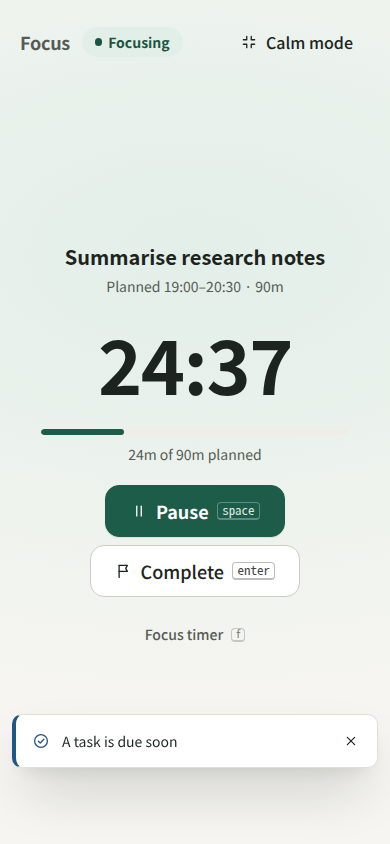 Focus
Focusing
Calm mode
Summarise research notes
Planned 19:00–20:30 · 90m
24:37
24m of 90m planned
Pause space
Complete enter
Focus timer f
A task is due soon